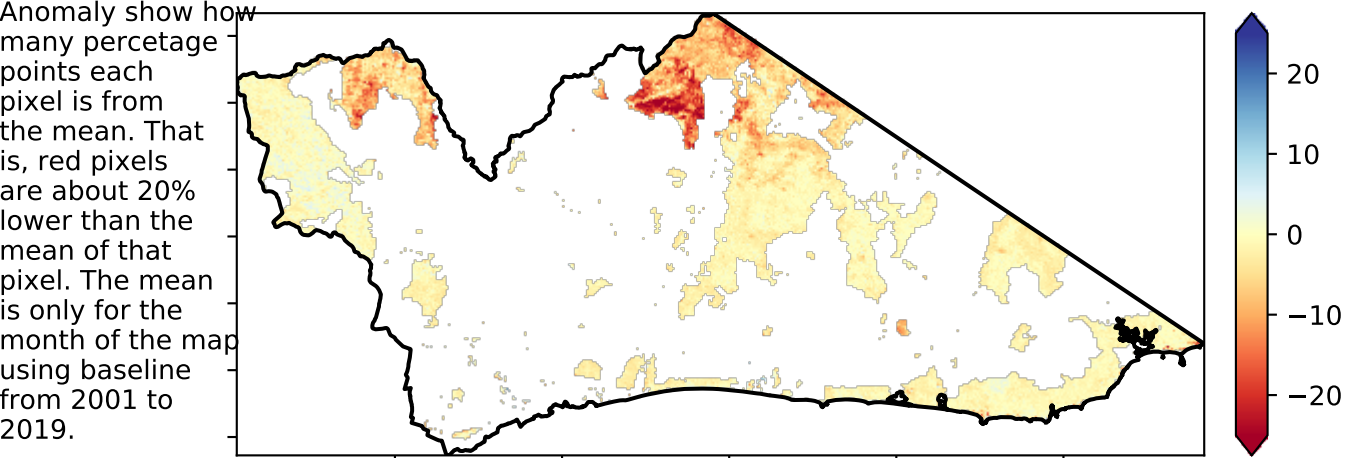 Anomaly show how
many percetage
points each
pixel is from
the mean. That
is, red pixels
are about 20%
lower than the
mean of that
pixel. The mean
is only for the
month of the map
using baseline
from 2001 to
2019.
20
10
0
−10
−20